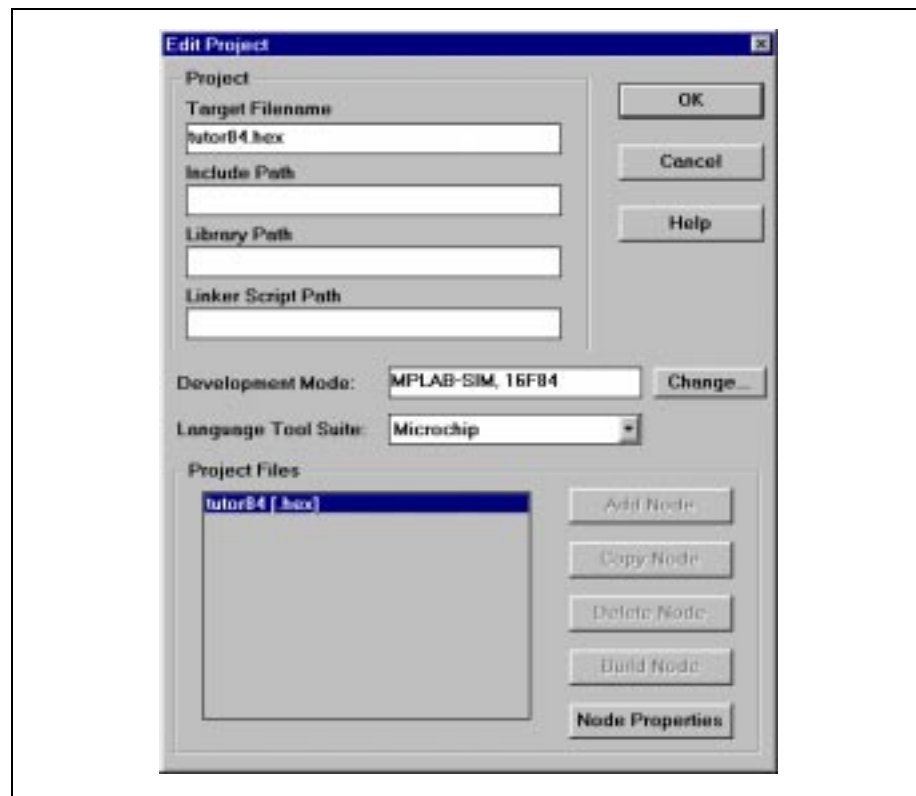 Edit Project
Project
Target Filename
tutor84.hex
Include Path
Library Path
Linker Script Path
OK
Cancel
Help
Development Mode:
MPLAB-SIM, 16F84
Change...
Language Tool Suite:
Microchip
Project Files
tutor84 [.hex]
Add Node
Copy Node
Delete Node
Build Node
Node Properties